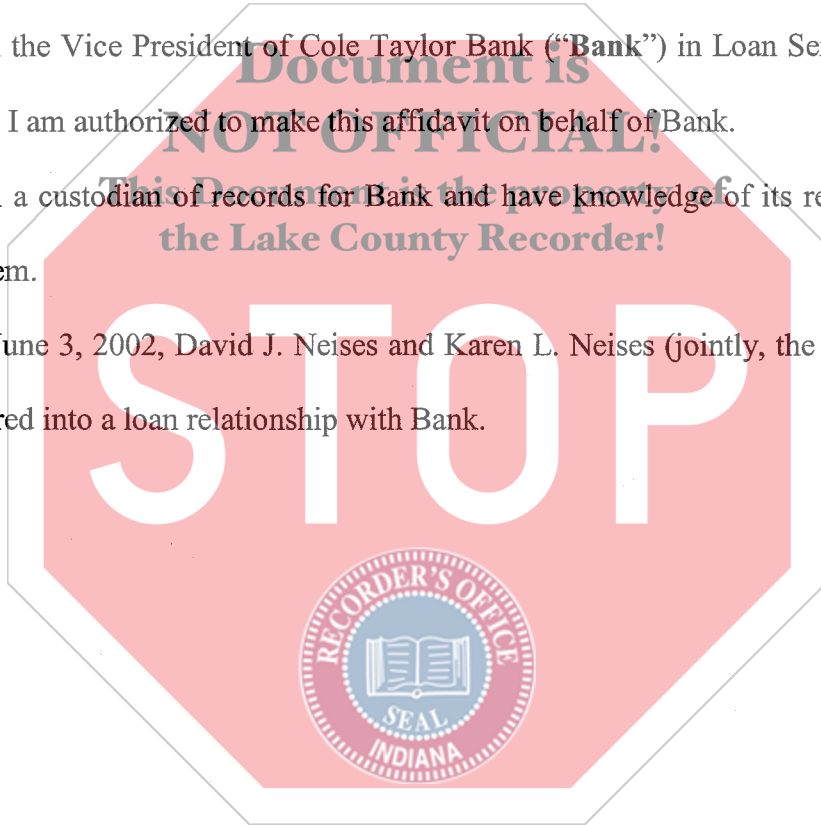 the Vice President of Cole Taylor Bank (“Bank”) in Loan Se
Document is
I am authorized to make this affidavit on behalf of Bank.
NOT OFFICIAL!
a custodian of records for Bank and have knowledge of its re
This Document is the property of
the Lake County Recorder!
em.
une 3, 2002, David J. Neises and Karen L. Neises (jointly, the
red into a loan relationship with Bank.
STOP
RECORDER'S OFFICE
SEAL
INDIANA